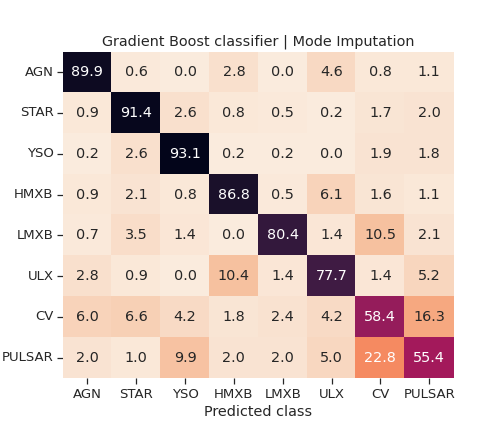 Gradient Boost classifier | Mode Imputation
AGN 89.9 0.6 0.0 2.8 0.0 4.6 0.8 1.1
STAR 0.9 91.4 2.6 0.8 0.5 0.2 1.7 2.0
YSO 0.2 2.6 93.1 0.2 0.2 0.0 1.9 1.8
HMXB 0.9 2.1 0.8 86.8 0.5 6.1 1.6 1.1
LMXB 0.7 3.5 1.4 0.0 80.4 1.4 10.5 2.1
ULX 2.8 0.9 0.0 10.4 1.4 77.7 1.4 5.2
CV 6.0 6.6 4.2 1.8 2.4 4.2 58.4 16.3
PULSAR 2.0 1.0 9.9 2.0 2.0 5.0 22.8 55.4
AGN STAR YSO HMXB LMXB ULX CV PULSAR
Predicted class